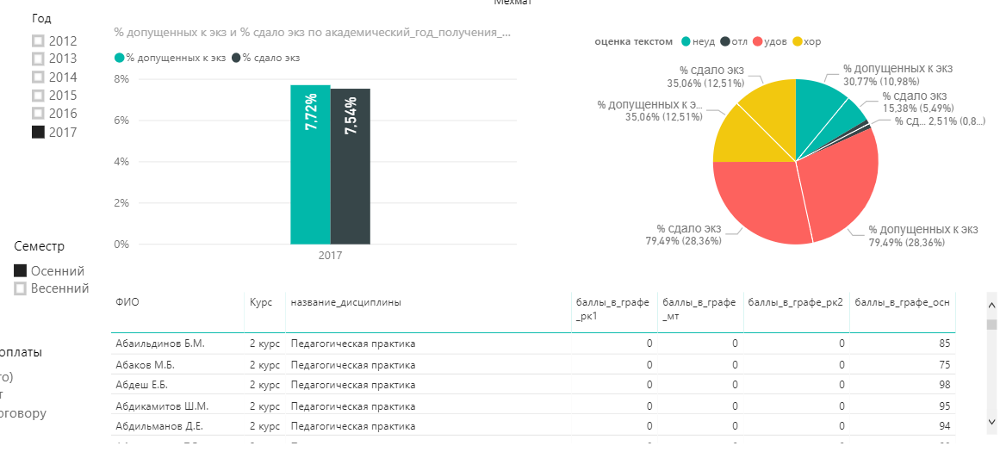 Мехмат
Год
2012
2013
2014
2015
2016
2017
% допущенных к экз и % сдало экз по академический_год_получения_...
% допущенных к экз % сдало экз
8%
6%
4%
2%
0%
7,72%
7,54%
2017
оценка текстом неуд отл удов хор
% сдало экз
35,06% (12,51%)
% допущенных к э...
35,06% (12,51%)
% допущенных к экз
30,77% (10,98%)
% сдало экз
15,38% (5,49%)
% сд... 2,51% (0,8...)
% сдало экз
79,49% (28,36%)
% допущенных к экз
79,49% (28,36%)
Семестр
Осенний
Весенний
оплаты
го)
т
оговору
ФИО Курс название_дисциплины баллы_в_графе_рк1 баллы_в_графе_мт баллы_в_графе_рк2 баллы_в_графе_осн
Абаильдинов Б.М. 2 курс Педагогическая практика 0 0 0 85
Абаков М.Б. 2 курс Педагогическая практика 0 0 0 75
Абдеш Е.Б. 2 курс Педагогическая практика 0 0 0 98
Абдикамитов Ш.М. 2 курс Педагогическая практика 0 0 0 95
Абдильманов Д.Е. 2 курс Педагогическая практика 0 0 0 94